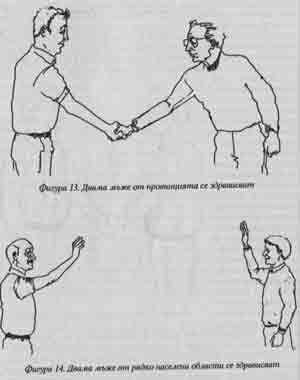 Фигура 13. Двама мъже от провинцията се здрависват
Фигура 14. Двама мъже от рядко населени области се здрависват